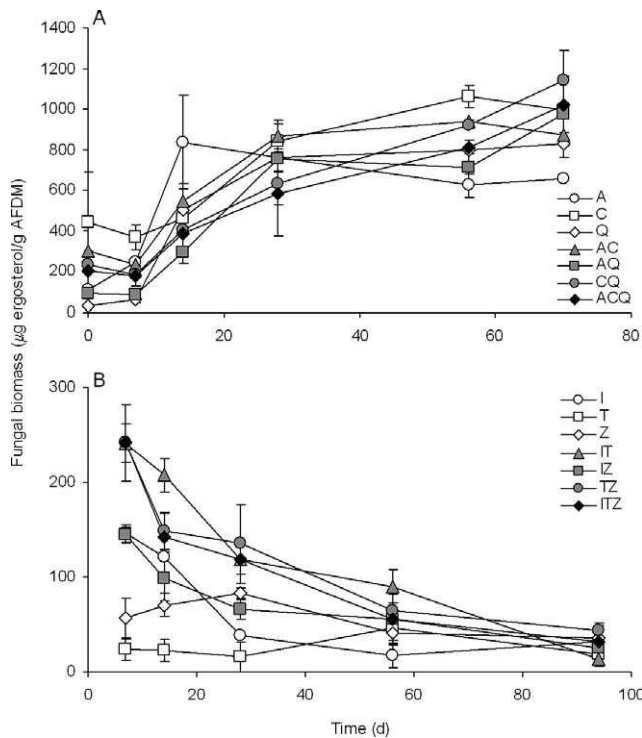 A
1400
1200
1000
800
600
400
200
0
0 20 40 60 80
A
C
Q
AC
AQ
CQ
ACQ
Fungal biomass (µg ergosterol/g AFDM)
B
300
200
100
0
0 20 40 60 80 100
I
T
Z
IT
IZ
TZ
ITZ
Time (d)